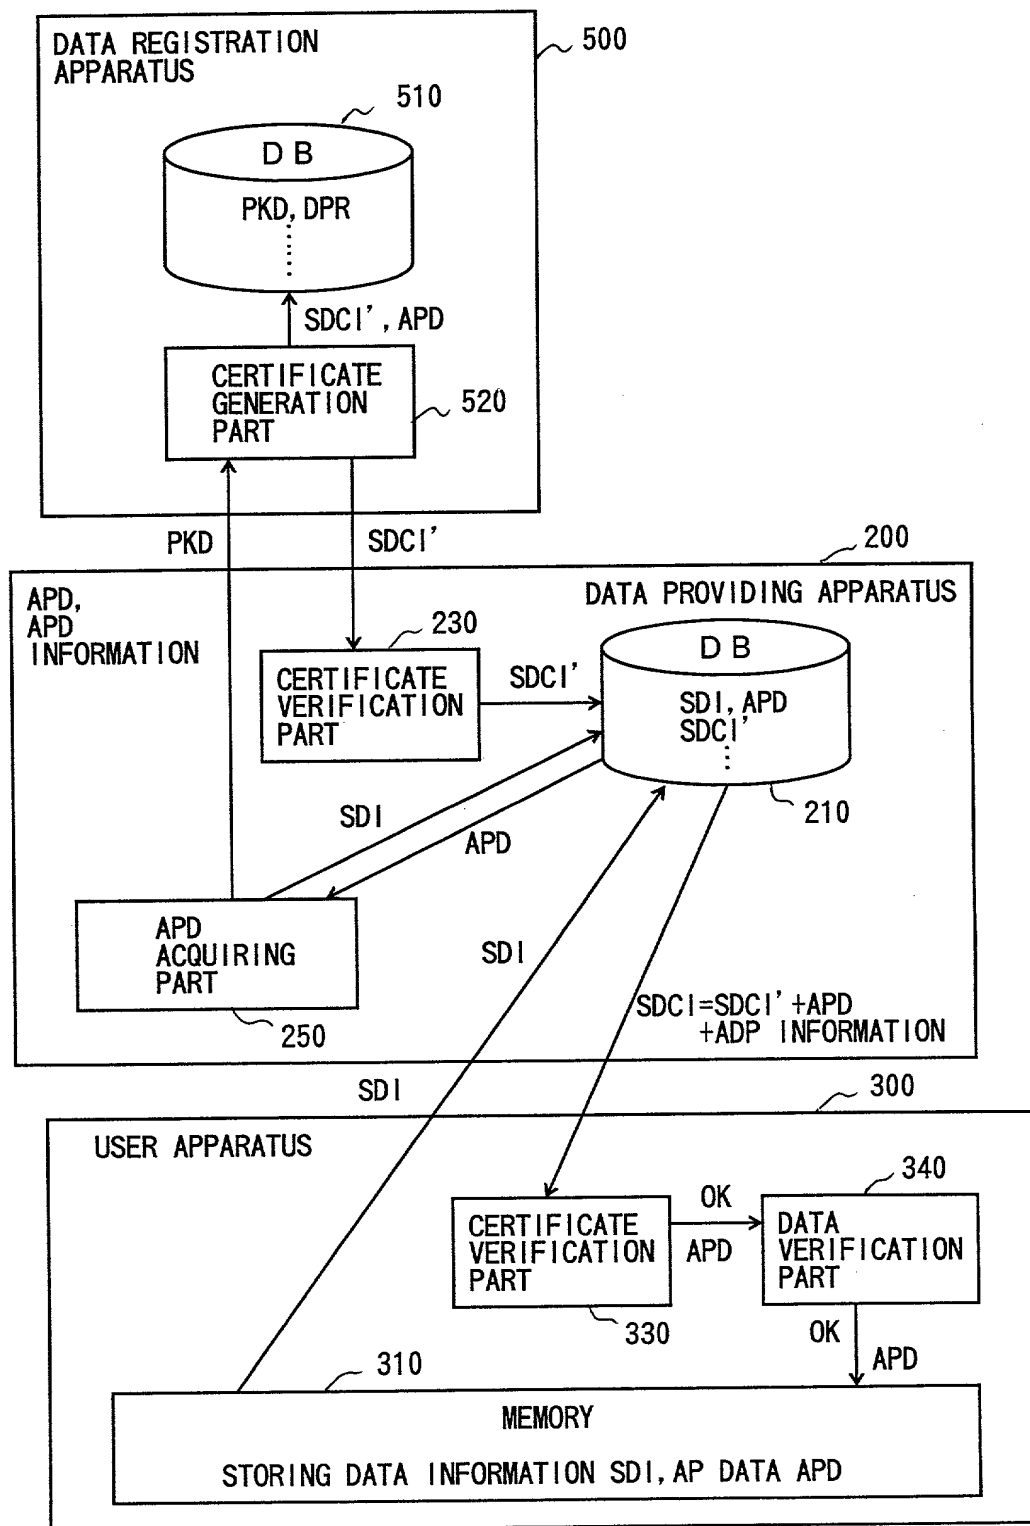 DATA REGISTRATION
APPARATUS
500
510
D B
PKD, DPR
SDCI', APD
CERTIFICATE
GENERATION
PART
520
PKD
SDCI'
200
APD,
APD
INFORMATION
DATA PROVIDING APPARATUS
230
CERTIFICATE
VERIFICATION
PART
SDCI'
D B
SDI, APD
SDCI'
210
SDI
APD
APD
ACQUIRING
PART
250
SDI
SDCI=SDCI'+APD
+ADP INFORMATION
SDI
300
USER APPARATUS
340
CERTIFICATE
VERIFICATION
PART
OK
APD
DATA
VERIFICATION
PART
330
OK
APD
310
MEMORY
STORING DATA INFORMATION SDI, AP DATA APD